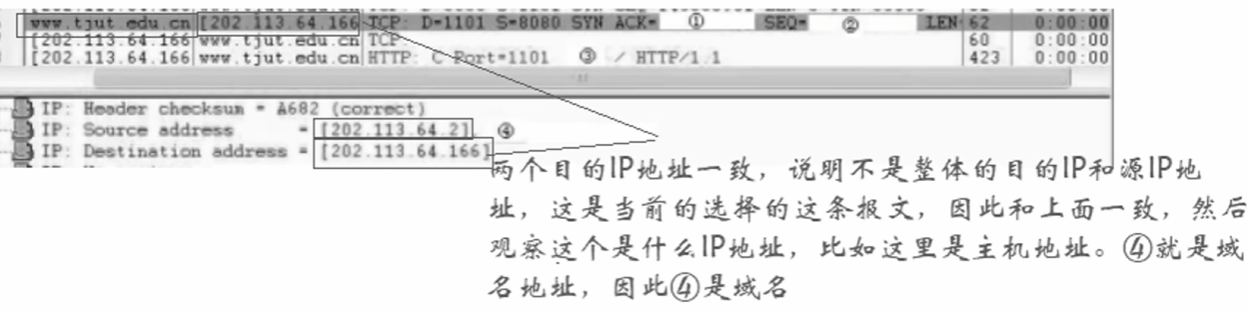 www.tjut.edu.cn [202.113.64.166 TCP: D=1101 S=8080 SYN ACK= ① SEQ= ② LEN 62 0:00:00
[202.113.64.166 www.tjut.edu.cn TCP: 60 0:00:00
[202.113.64.166 www.tjut.edu.cn HTTP: C Port=1101 ③ / HTTP/1.1 423 0:00:00
IP: Header checksum = A682 (correct)
IP: Source address = [202.113.64.2] ④
IP: Destination address = [202.113.64.166]
两个目的IP地址一致，说明不是整体的目的IP和源IP地
址，这是当前的选择的这条报文，因此和上面一致，然后
观察这个是什么IP地址，比如这里是主机地址。④就是域
名地址，因此④是域名